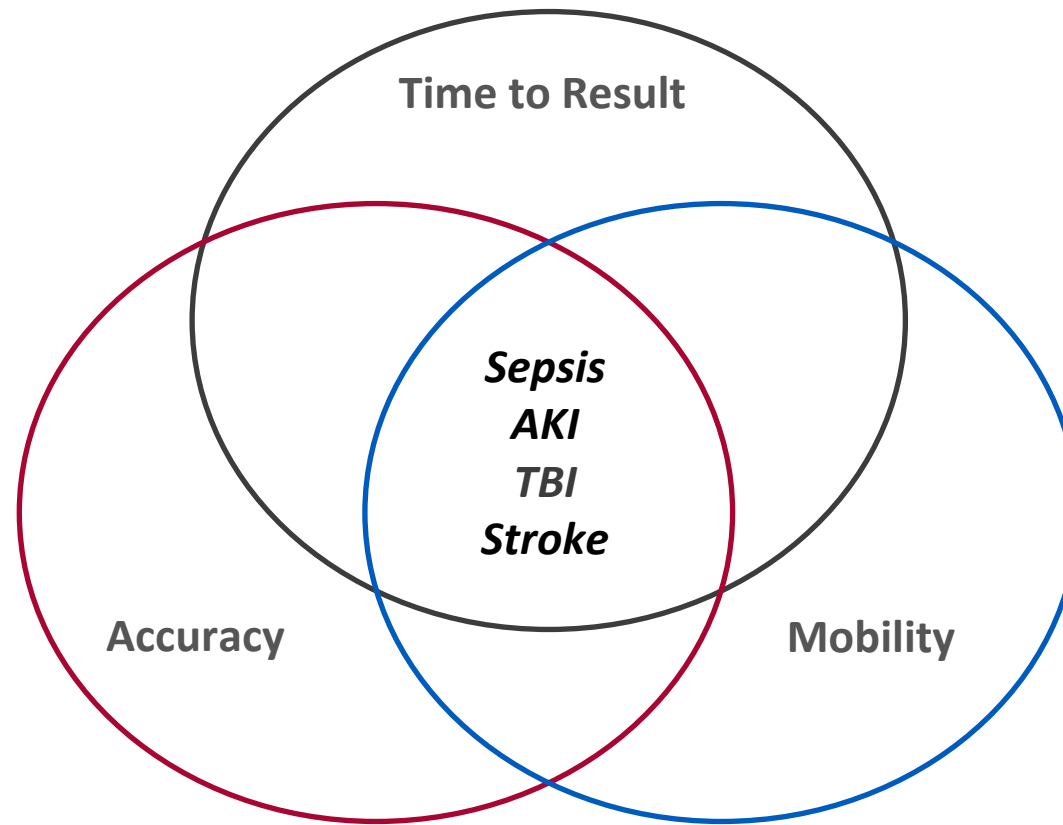 Time to Result
Sepsis
AKI
TBI
Stroke
Accuracy
Mobility